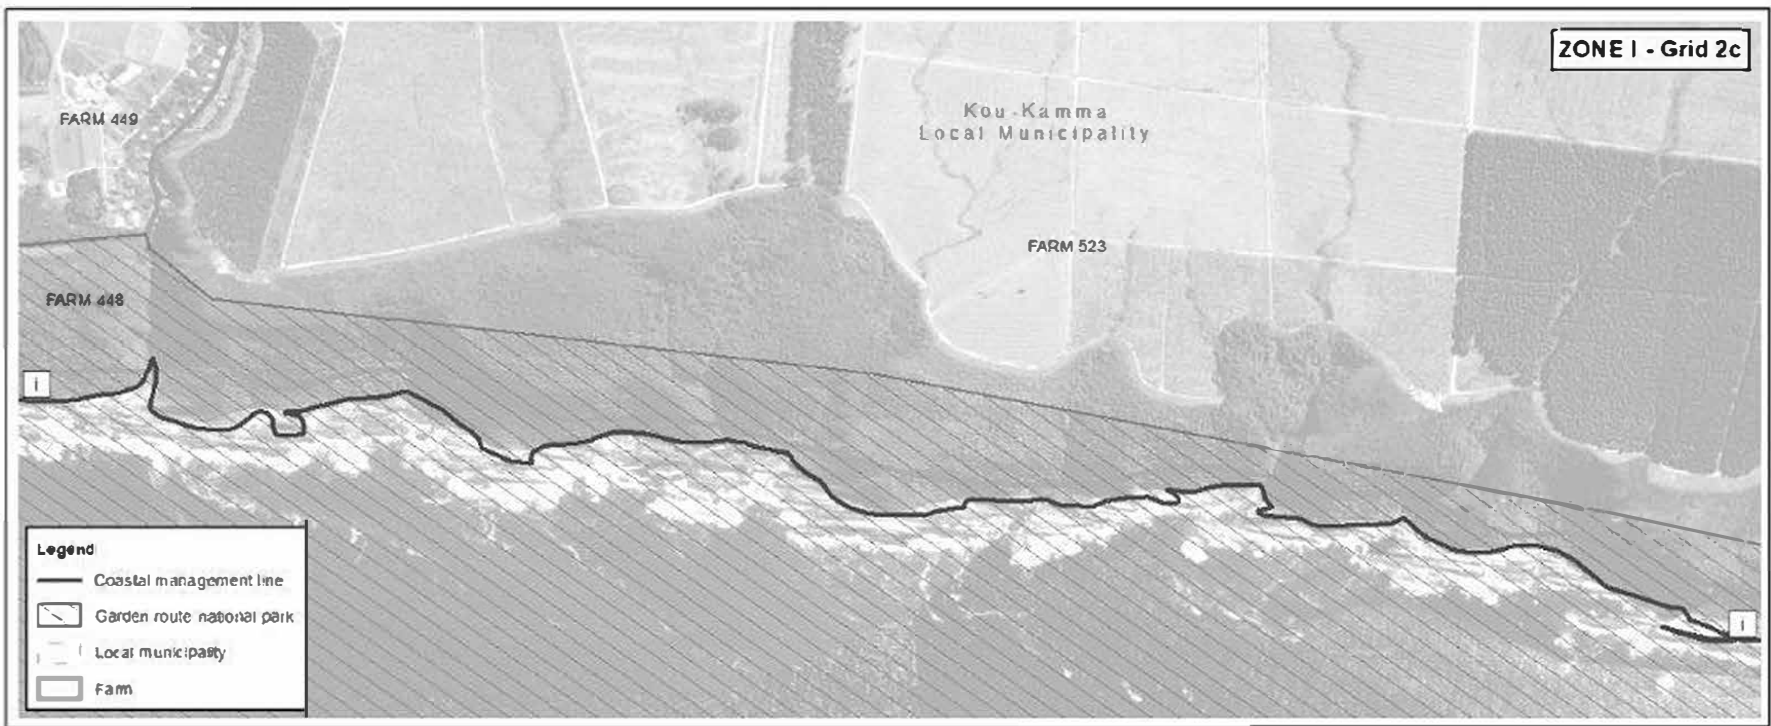 ZONE I - Grid 2c
FARM 449
Kou-Kamma
Local Municipality
FARM 523
FARM 448
i
i
Legend
Coastal management line
Garden route national park
Local municipality
Farm